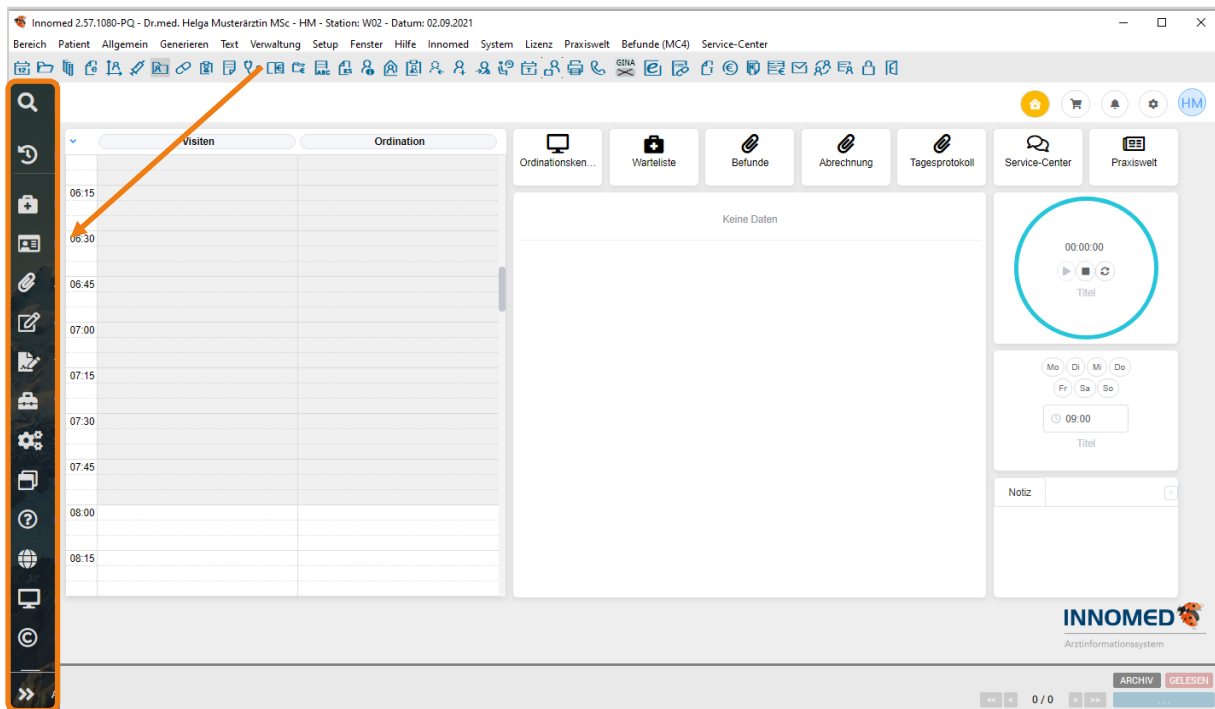 Innomed 2.57.1080-PQ - Dr.med. Helga Musterärztin MSc - HM - Station: W02 - Datum: 02.09.2021
Bereich Patient Allgemein Generieren Text Verwaltung Setup Fenster Hilfe Innomed System Lizenz Praxiswelt Befunde (MC4) Service-Center
GINA
HM
Visiten Ordination
Ordinationsken... Warteliste Befunde Abrechnung Tagesprotokoll Service-Center Praxiswelt
06:15
06:30
06:45
07:00
07:15
07:30
07:45
08:00
08:15
Keine Daten
00:00:00
Titel
Mo Di Mi Do
Fr Sa So
09:00
Titel
Notiz
INNOMED
Arztinformationssystem
ARCHIV GELESEN
<< < 0 / 0 > >> ...